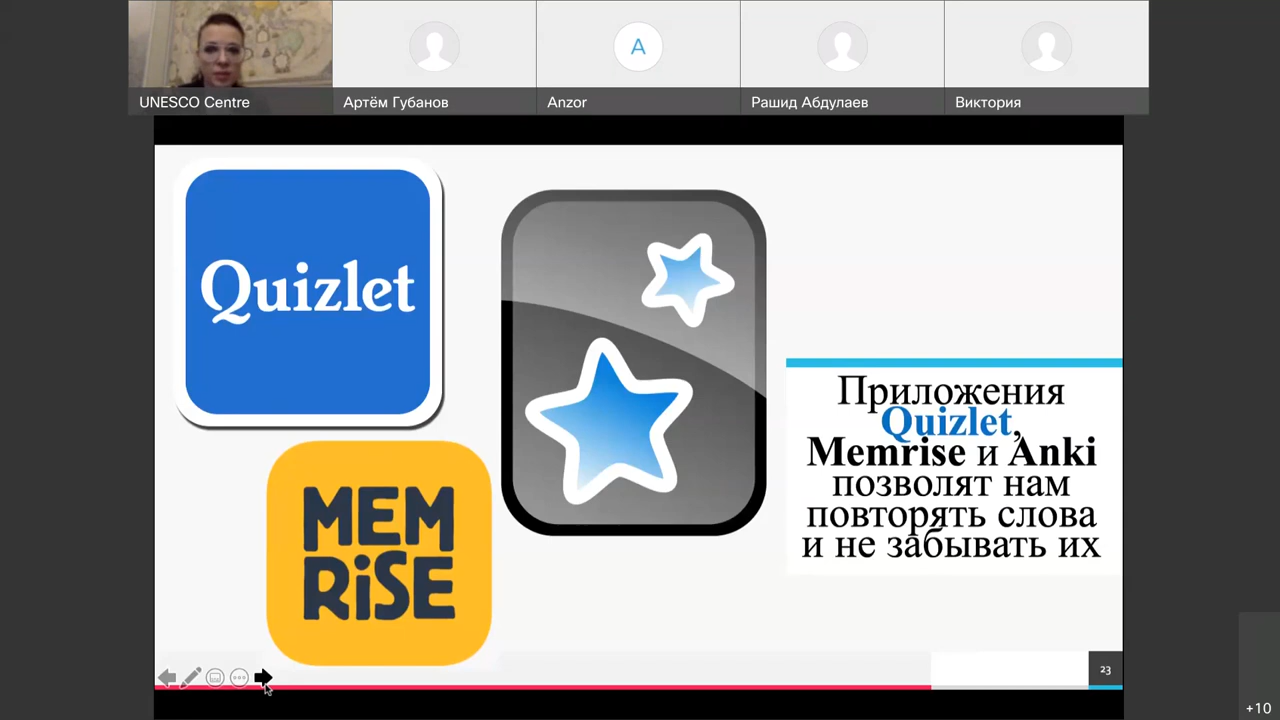 UNESCO Centre
Артём Губанов
A
Anzor
Рашид Абдулаев
Виктория
Quizlet
MEM
RiSE
Приложения
Quizlet,
Memrise и Anki
позволят нам
повторять слова
и не забывать их
23
+10